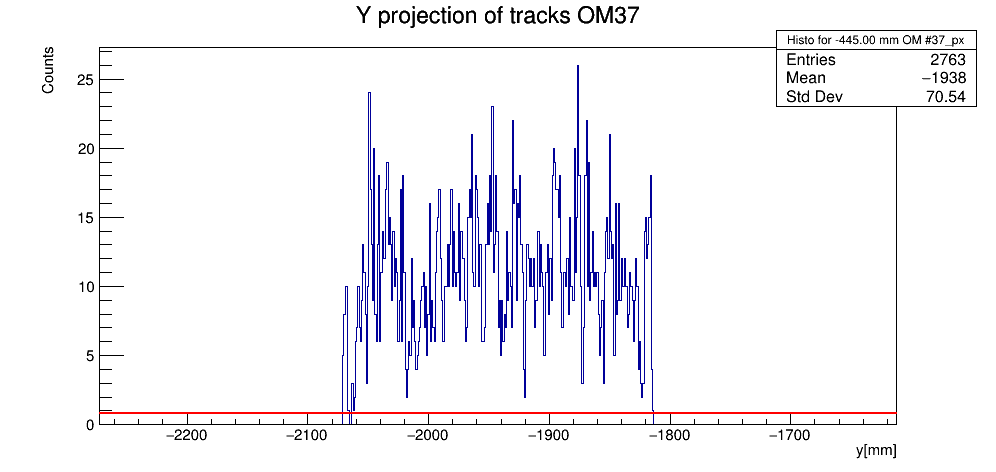 Y projection of tracks OM37
Histo for -445.00 mm OM #37_px
Entries 2763
Mean −1938
Std Dev 70.54
Counts
25
20
15
10
5
0
−2200 −2100 −2000 −1900 −1800 −1700
y[mm]